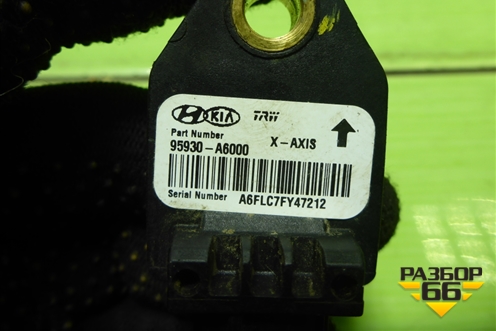 HYUNDAI KIA TRW
Part Number
95930-A6000 X-AXIS
Serial Number A6FLC7FY47212
РАЗБОР
66